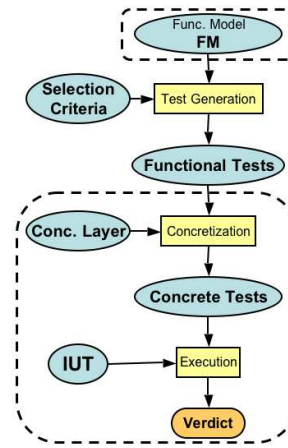 Func. Model
FM
Selection
Criteria
Test Generation
Functional Tests
Conc. Layer
Concretization
Concrete Tests
IUT
Execution
Verdict